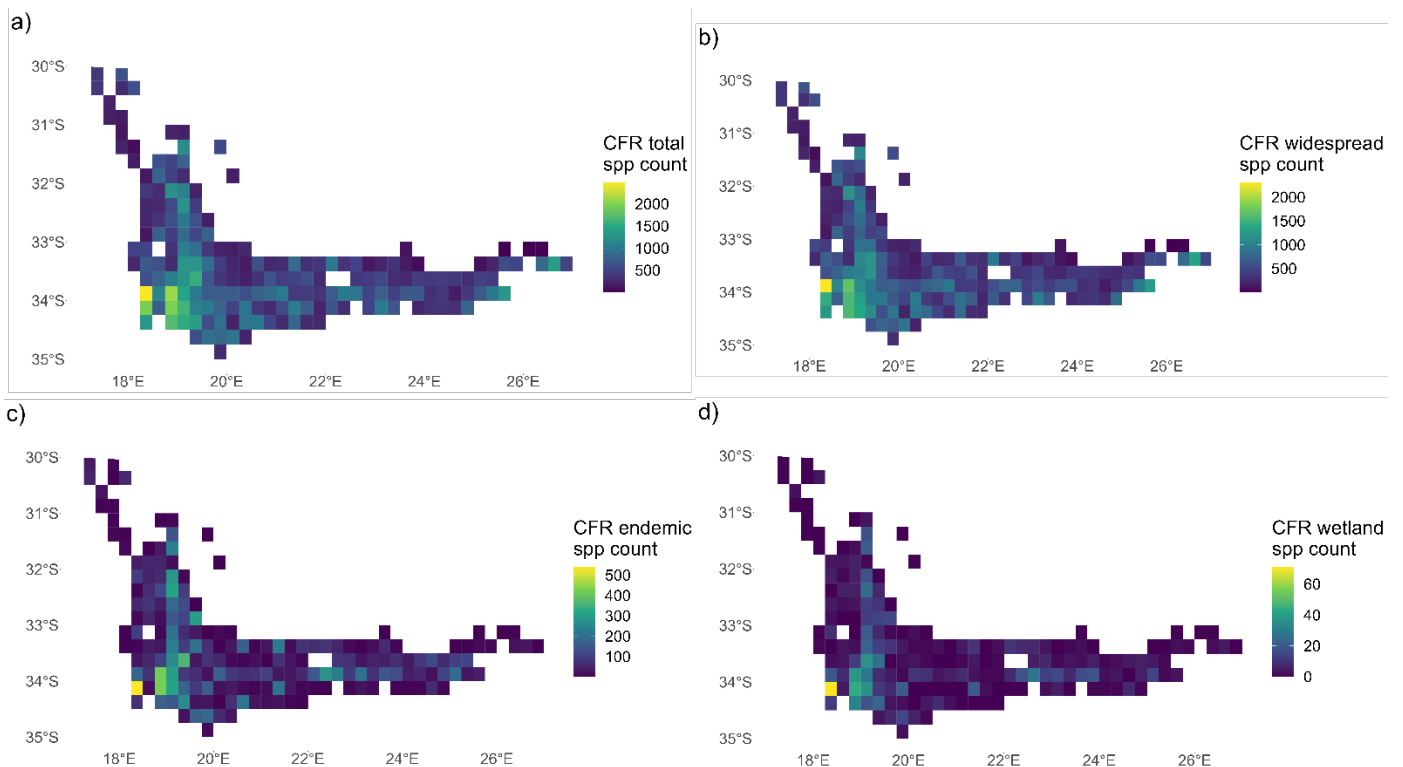 a)
30°S
31°S
32°S
33°S
34°S
35°S
18°E
20°E
22°E
24°E
26°E
CFR total
spp count
2000
1500
1000
500
b)
30°S
31°S
32°S
33°S
34°S
35°S
18°E
20°E
22°E
24°E
26°E
CFR widespread
spp count
2000
1500
1000
500
c)
30°S
31°S
32°S
33°S
34°S
35°S
18°E
20°E
22°E
24°E
26°E
CFR endemic
spp count
500
400
300
200
100
d)
30°S
31°S
32°S
33°S
34°S
35°S
18°E
20°E
22°E
24°E
26°E
CFR wetland
spp count
60
40
20
0